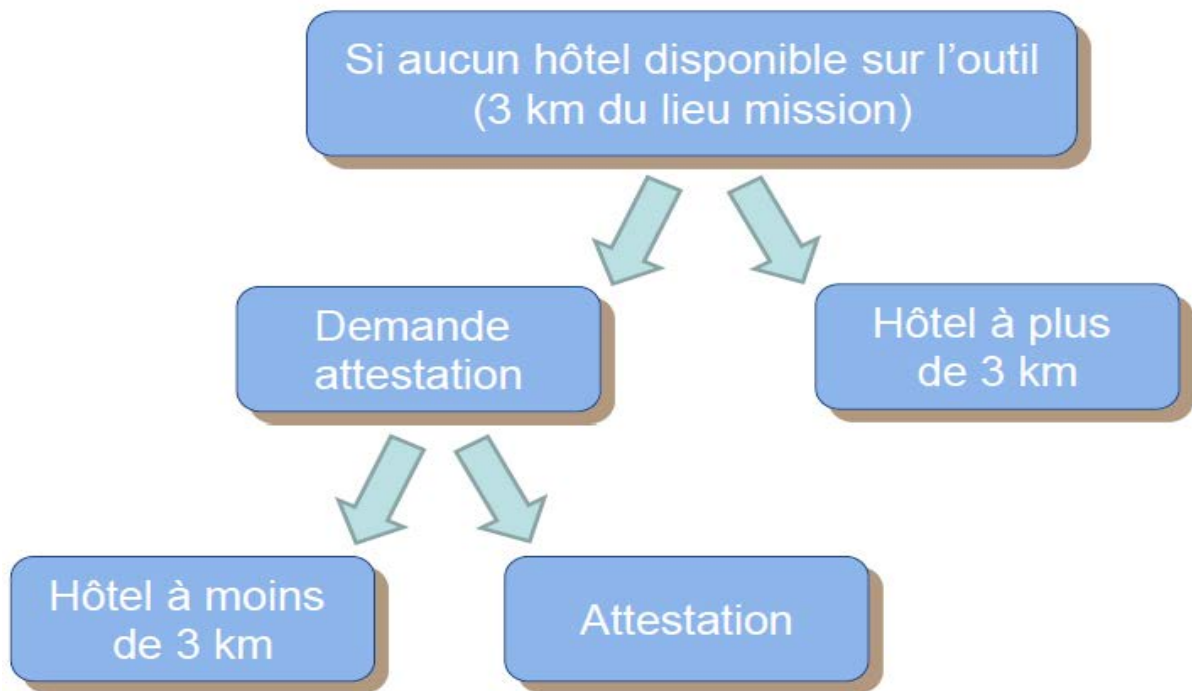 Si aucun hôtel disponible sur l'outil
(3 km du lieu mission)
Demande
attestation
Hôtel à plus
de 3 km
Hôtel à moins
de 3 km
Attestation